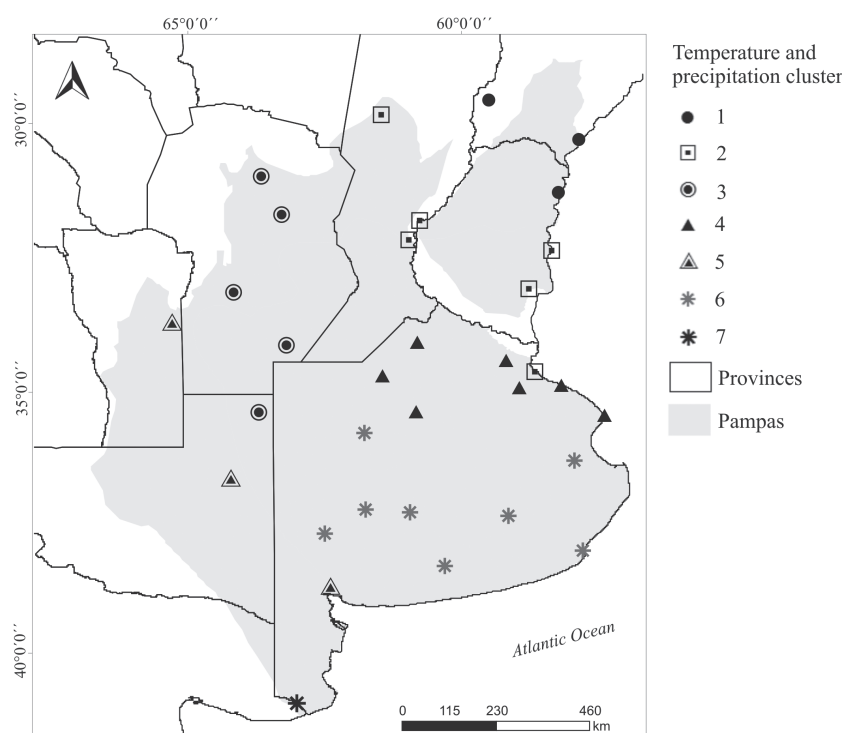 65°0'0'' 60°0'0''
30°0'0''
35°0'0''
40°0'0''
Temperature and
precipitation cluster
1
2
3
4
5
6
7
Provinces
Pampas
Atlantic Ocean
0 115 230 460
km